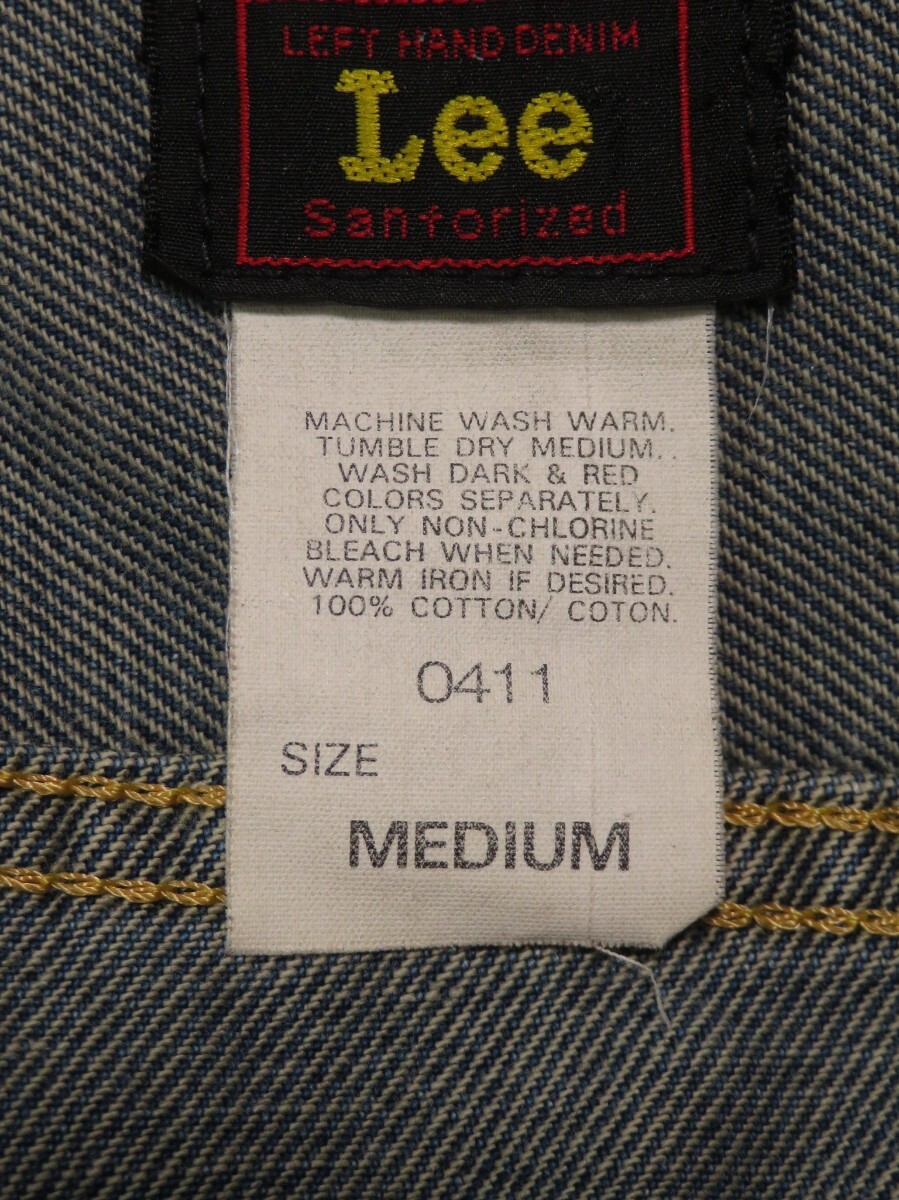 LEFT HAND DENIM
Lee
Sanforized
MACHINE WASH WARM.
TUMBLE DRY MEDIUM.
WASH DARK & RED
COLORS SEPARATELY.
ONLY NON-CHLORINE
BLEACH WHEN NEEDED.
WARM IRON IF DESIRED.
100% COTTON/ COTON.
0411
SIZE
MEDIUM